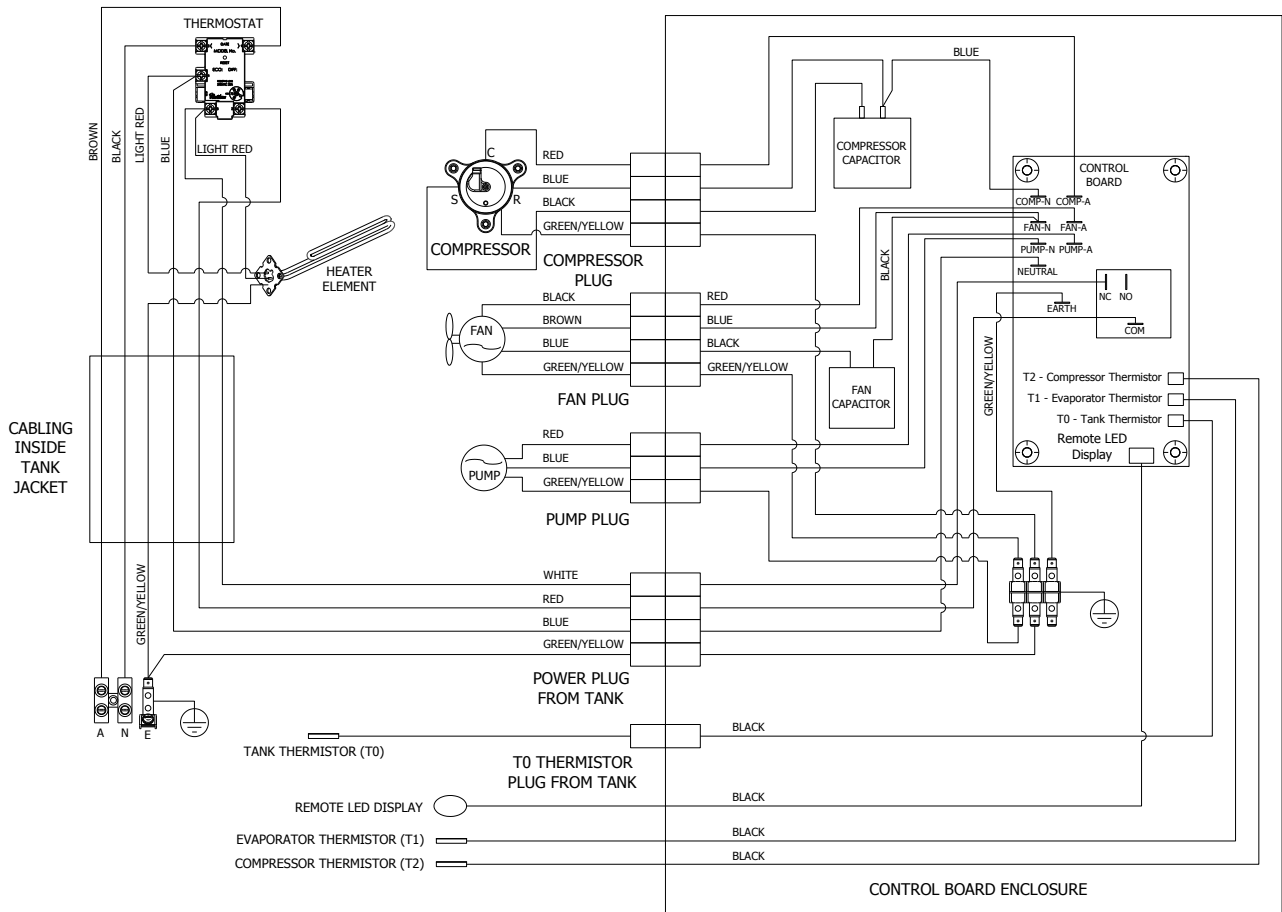 THERMOSTAT
BROWN
BLACK
LIGHT RED
BLUE
LIGHT RED
HEATER
ELEMENT
CABLING
INSIDE
TANK
JACKET
GREEN/YELLOW
A N E
C
S R
COMPRESSOR
RED
BLUE
BLACK
GREEN/YELLOW
COMPRESSOR
PLUG
BLUE
COMPRESSOR
CAPACITOR
BLACK
FAN
BLACK
BROWN
BLUE
GREEN/YELLOW
RED
BLUE
BLACK
GREEN/YELLOW
FAN PLUG
FAN
CAPACITOR
PUMP
RED
BLUE
GREEN/YELLOW
PUMP PLUG
CONTROL
BOARD
COMP-N COMP-A
FAN-N FAN-A
PUMP-N PUMP-A
NEUTRAL
EARTH
NC NO
COM
GREEN/YELLOW
T2 - Compressor Thermistor
T1 - Evaporator Thermistor
T0 - Tank Thermistor
Remote LED
Display
WHITE
RED
BLUE
GREEN/YELLOW
POWER PLUG
FROM TANK
TANK THERMISTOR (T0)
BLACK
T0 THERMISTOR
PLUG FROM TANK
REMOTE LED DISPLAY
BLACK
EVAPORATOR THERMISTOR (T1)
BLACK
COMPRESSOR THERMISTOR (T2)
BLACK
CONTROL BOARD ENCLOSURE